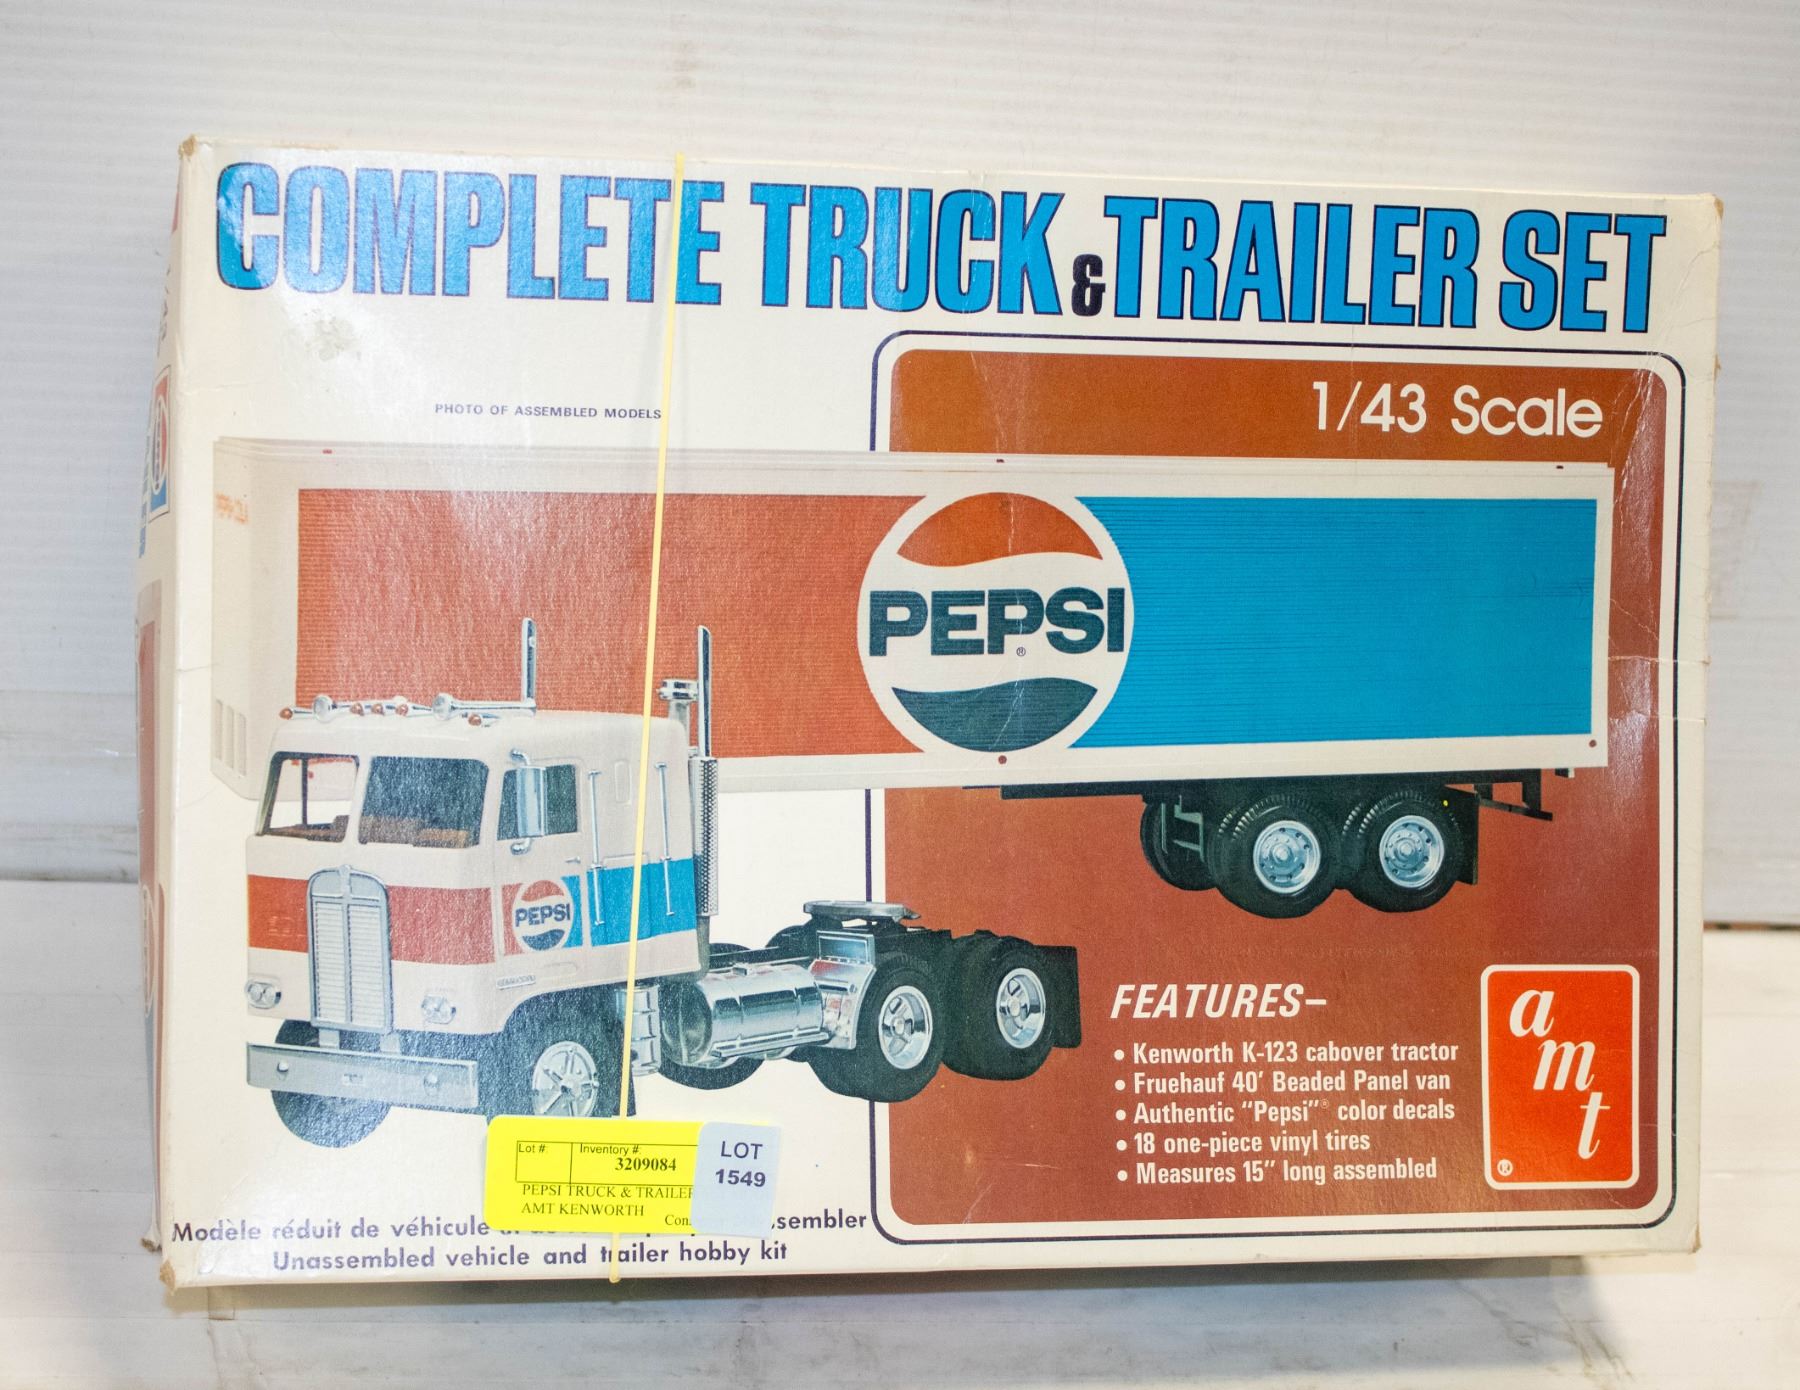 COMPLETE TRUCK & TRAILER SET
1/43 Scale
PHOTO OF ASSEMBLED MODELS
PEPSI
®
PEPSI
FEATURES–
• Kenworth K-123 cabover tractor
• Fruehauf 40' Beaded Panel van
• Authentic "Pepsi"® color decals
• 18 one-piece vinyl tires
• Measures 15" long assembled
amt
®
Lot #: Inventory #:
3209084
PEPSI TRUCK & TRAILER
AMT KENWORTH
LOT
1549
Modèle réduit de véhicule
Unassembled vehicle and trailer hobby kit